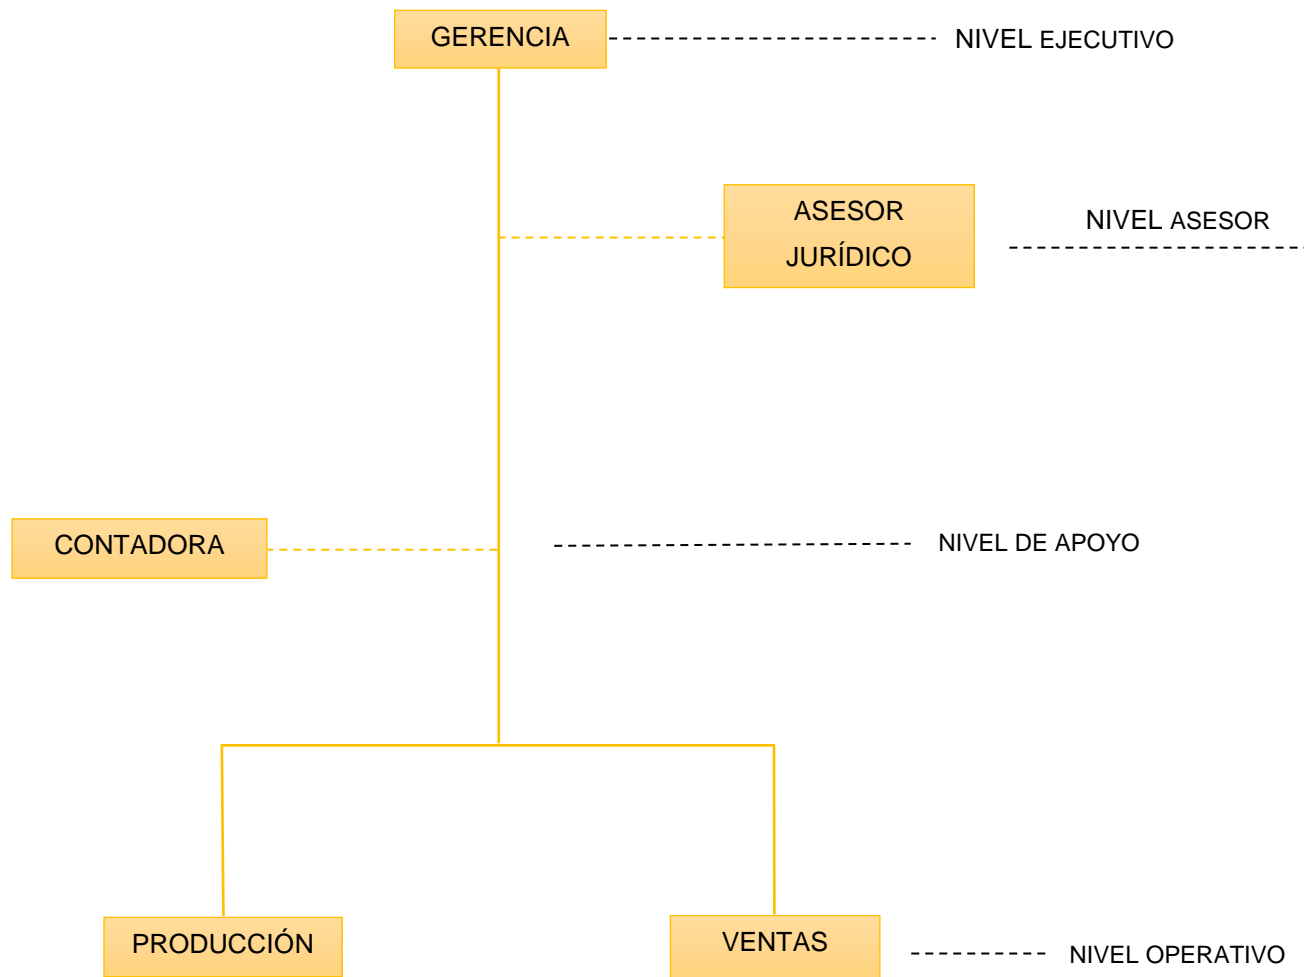 GERENCIA
NIVEL EJECUTIVO
ASESOR
JURÍDICO
NIVEL ASESOR
CONTADORA
NIVEL DE APOYO
PRODUCCIÓN
VENTAS
NIVEL OPERATIVO